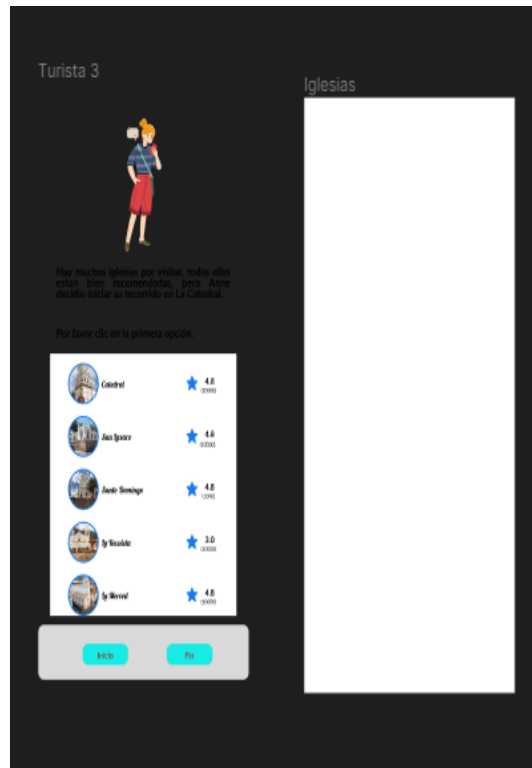 Turista 3
Iglesias
Hay muchas iglesias por visitar, todas ellas
estan bien recomendadas, pero Anne
decidio iniciar su recorrido en La Catedral.
Por favor clic en la primera opción.
Catedral
4.8
San Lázaro
4.8
Santo Domingo
4.8
La Recoleta
3.0
La Merced
4.8
Inicio
Fin